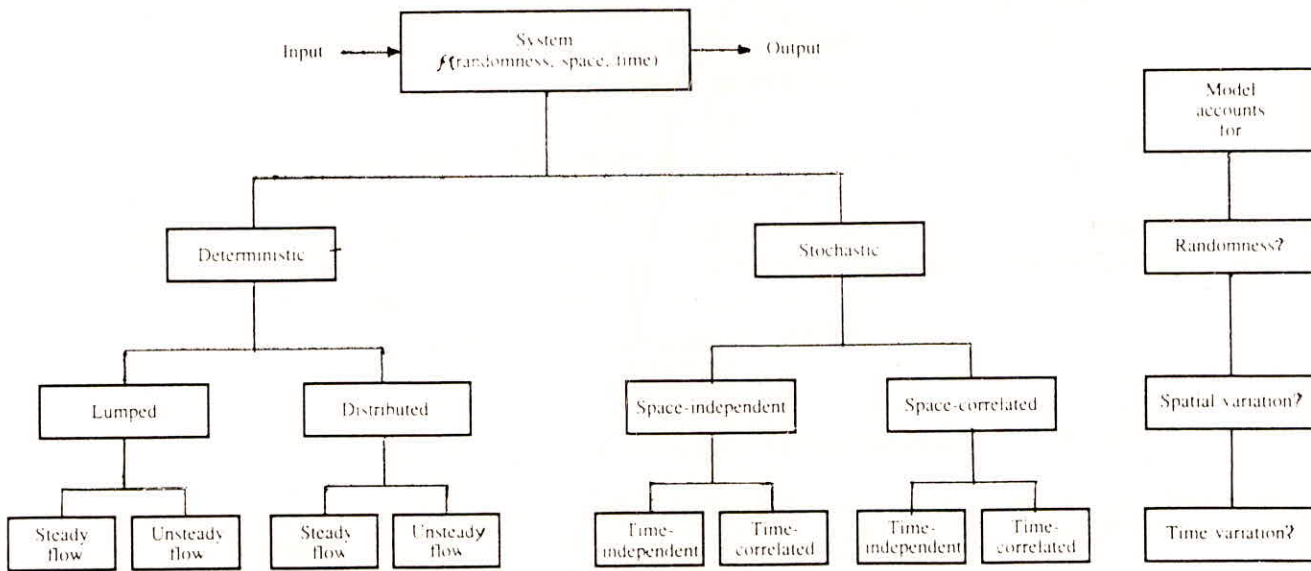 Input
System
f(randomness, space, time)
Output
Model
accounts
for
Deterministic
Stochastic
Randomness?
Lumped
Distributed
Space-independent
Space-correlated
Spatial variation?
Steady
flow
Unsteady
flow
Steady
flow
Unsteady
flow
Time-
independent
Time-
correlated
Time-
independent
Time-
correlated
Time variation?